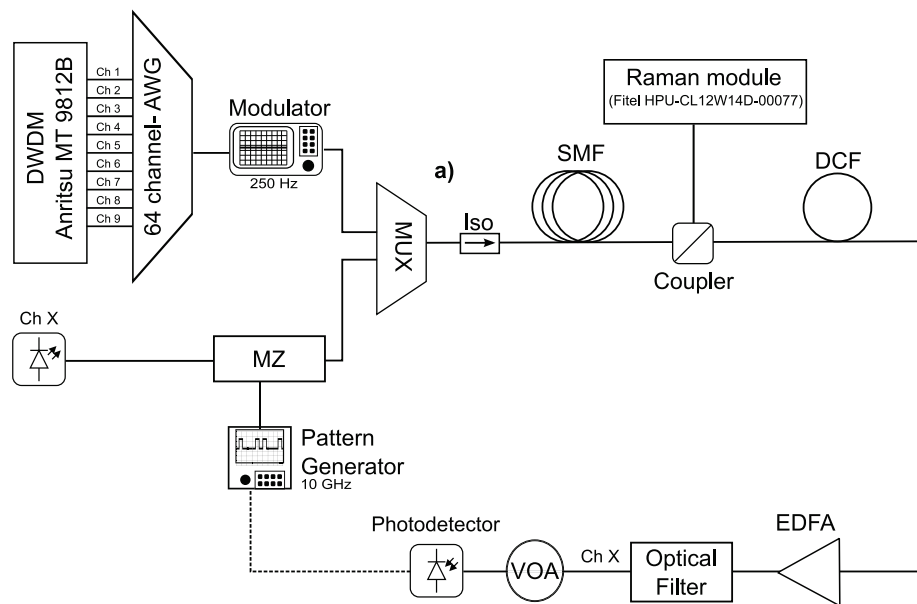 DWDM
Anritsu MT 9812B
Ch 1
Ch 2
Ch 3
Ch 4
Ch 5
Ch 6
Ch 7
Ch 8
Ch 9
64 channel- AWG
Modulator
250 Hz
MUX
a)
Iso
SMF
Raman module
(Fitel HPU-CL12W14D-00077)
Coupler
DCF
Ch X
MZ
Pattern
Generator
10 GHz
Photodetector
VOA
Ch X
Optical
Filter
EDFA